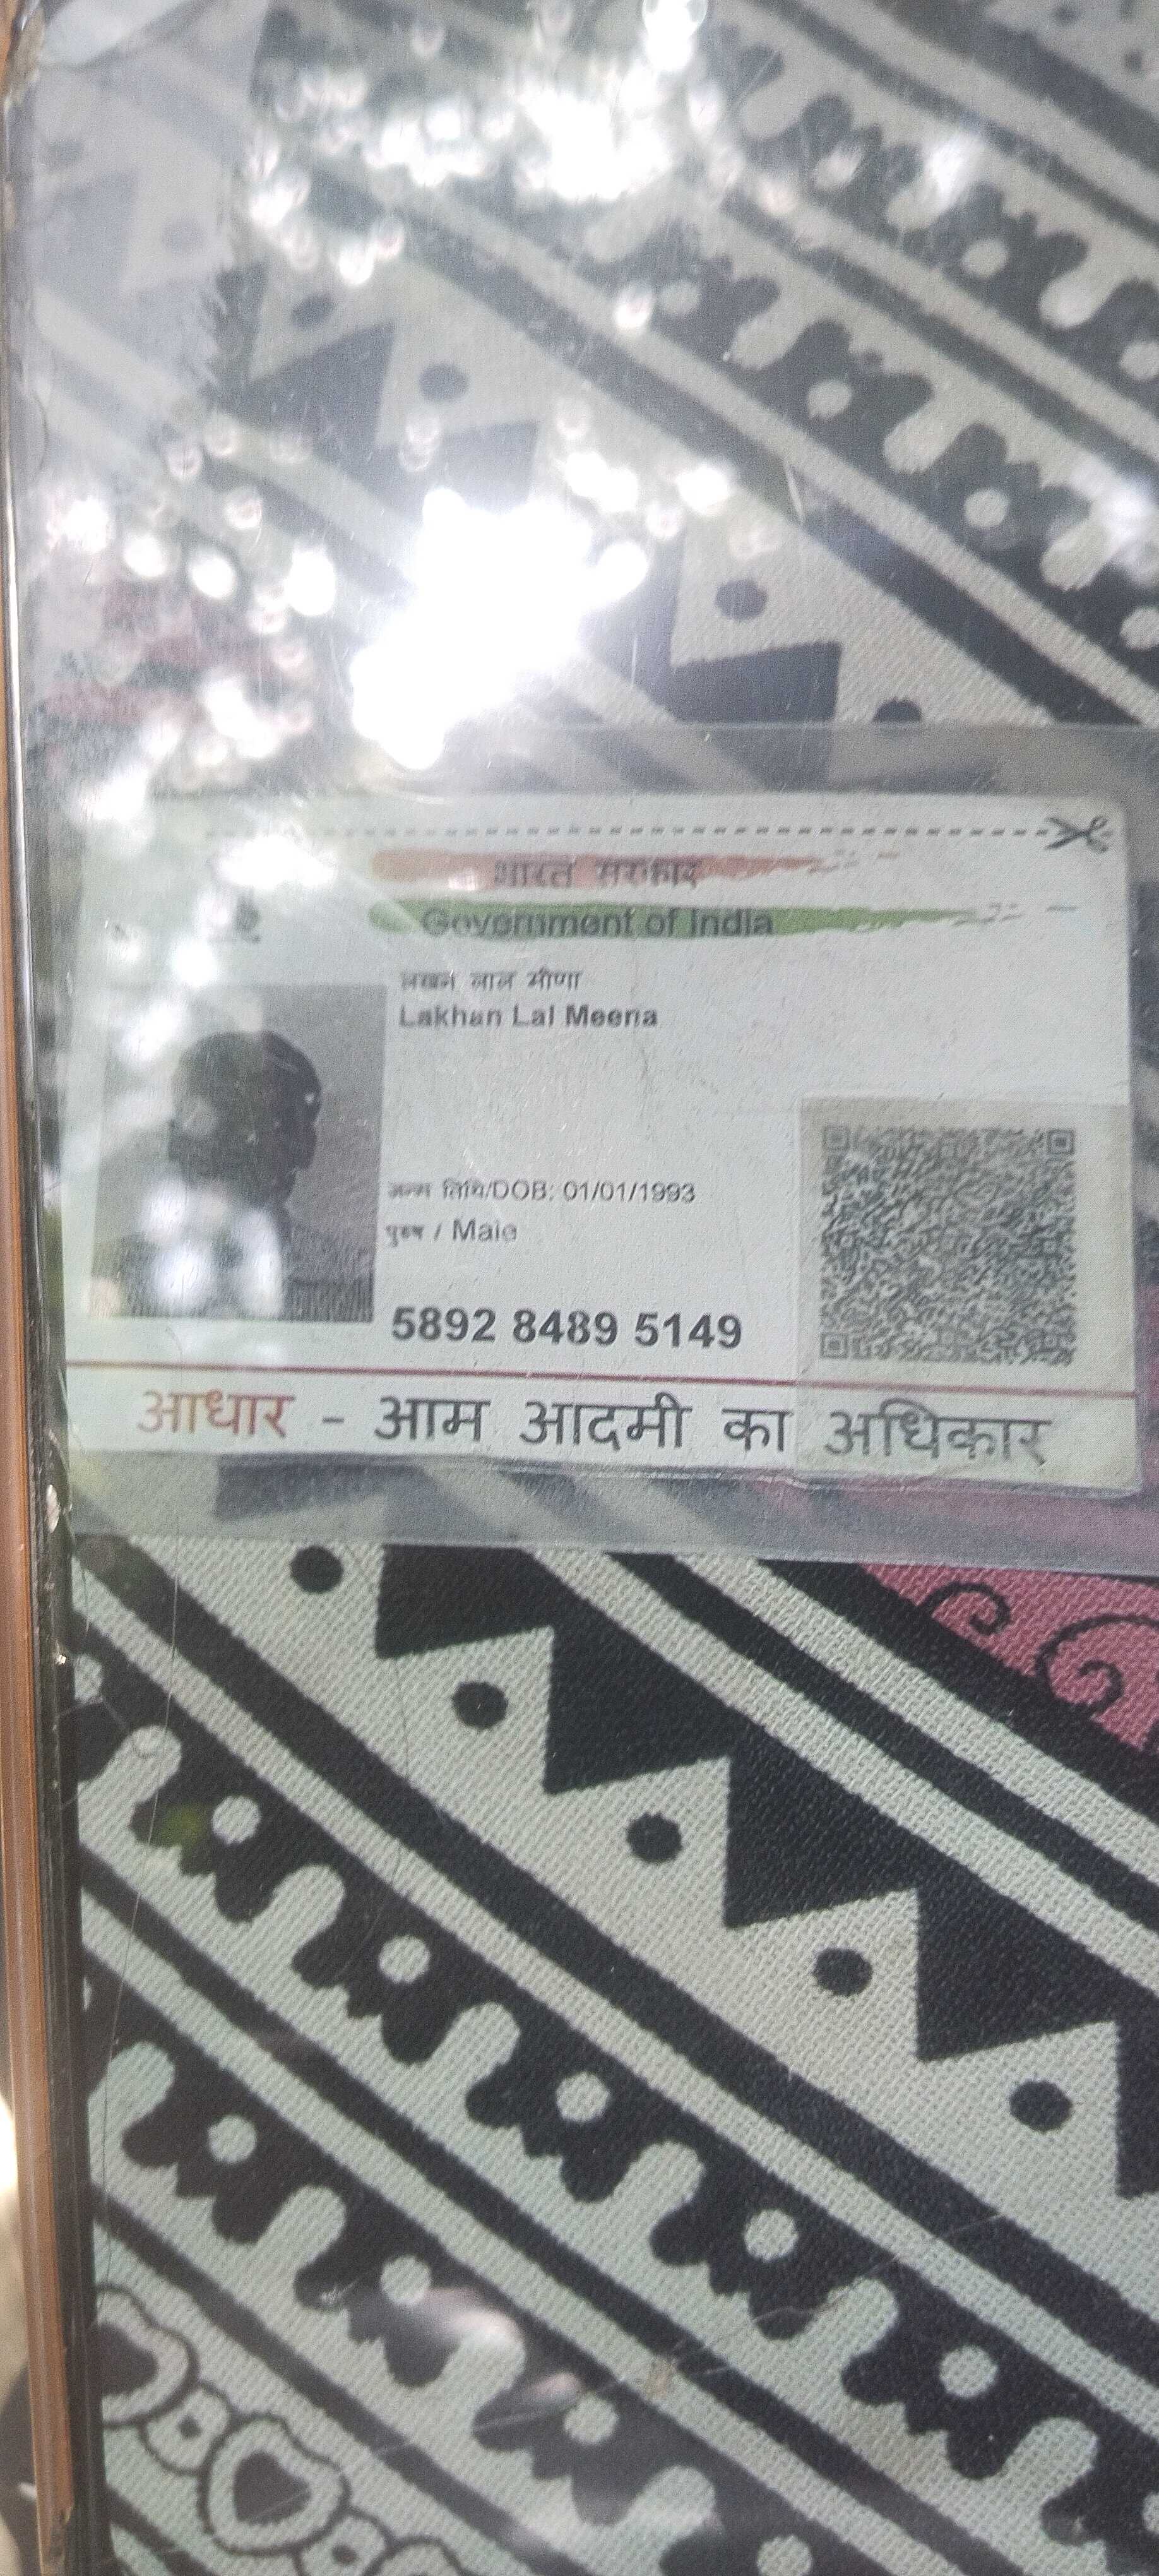 भारत सरकार
Government of India
लखन लाल मीणा
Lakhan Lal Meena
जन्म तिथि/DOB: 01/01/1993
पुरुष / Male
5892 8489 5149
आधार - आम आदमी का अधिकार